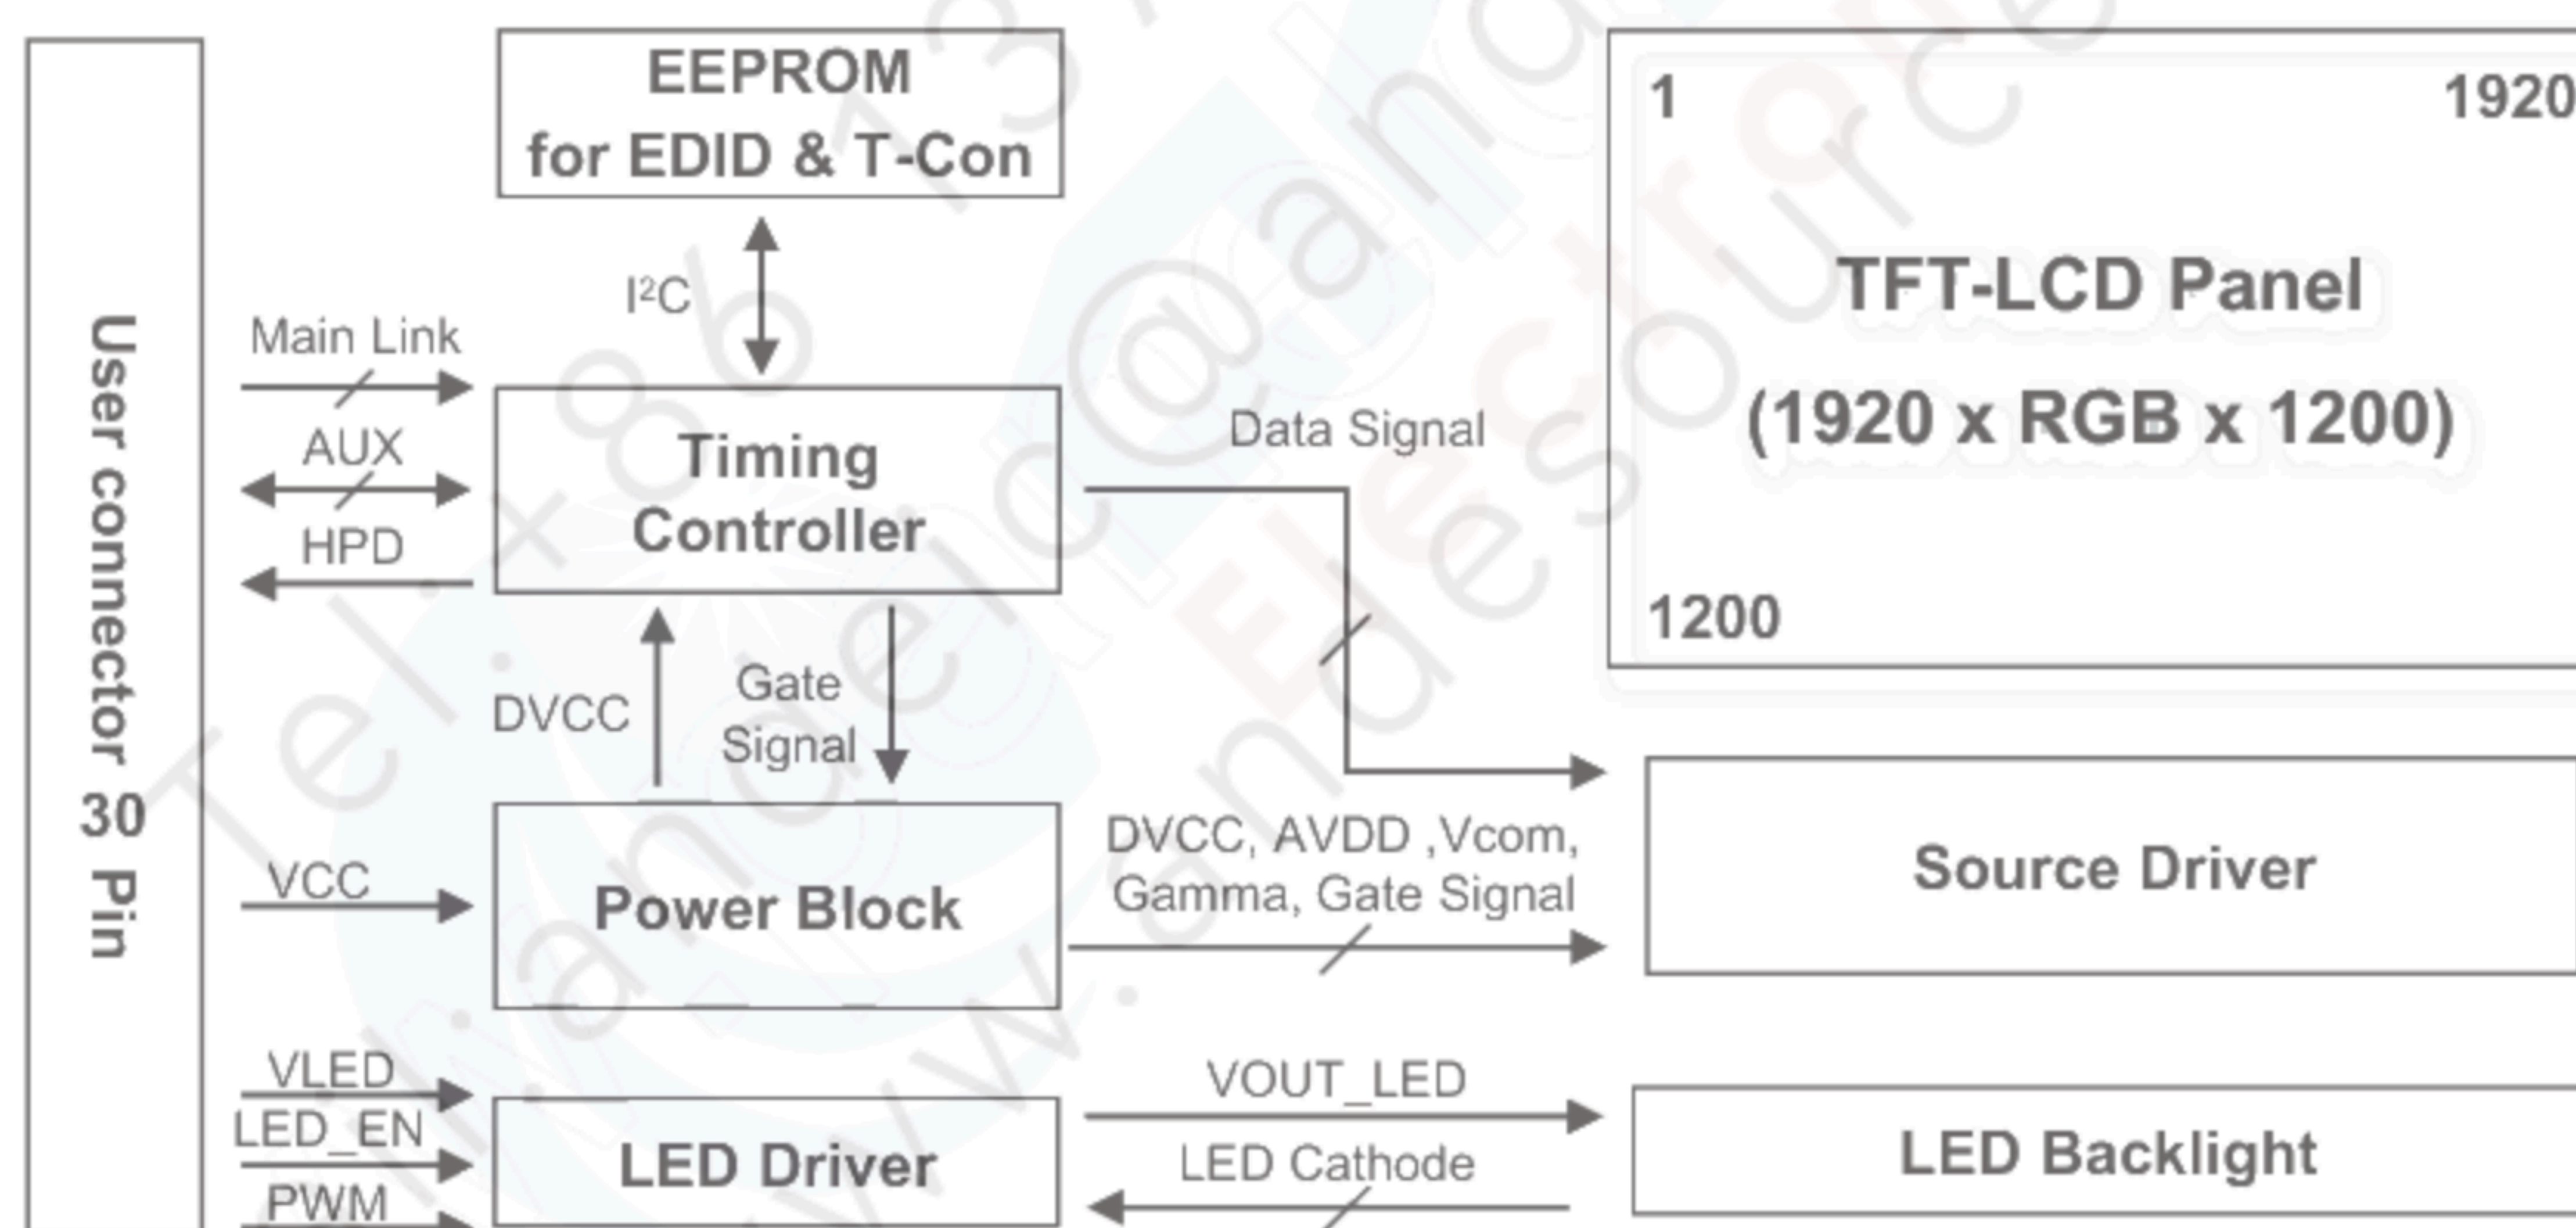 EEPROM
for EDID & T-Con
1
1920
I²C
TFT-LCD Panel
(1920 x RGB x 1200)
1200
User connector 30 Pin
Main Link
AUX
HPD
Timing
Controller
Data Signal
DVCC
Gate
Signal
VCC
Power Block
DVCC, AVDD ,Vcom,
Gamma, Gate Signal
Source Driver
VLED
LED_EN
PWM
LED Driver
VOUT_LED
LED Cathode
LED Backlight